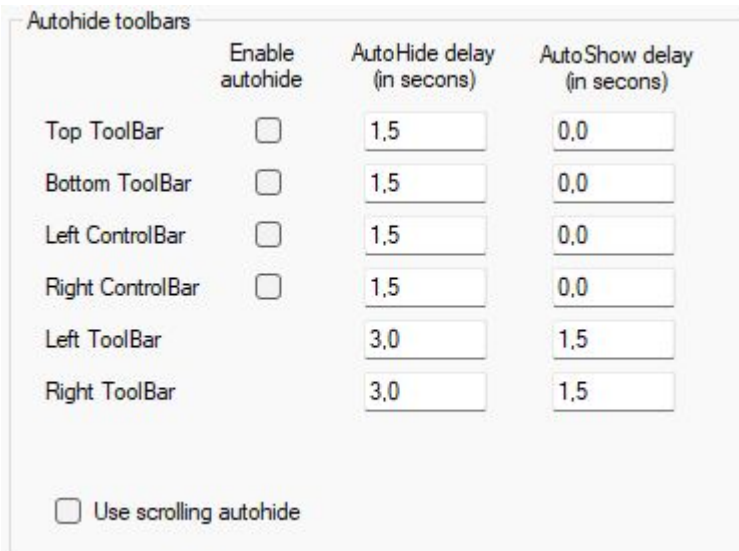 Autohide toolbars
Enable autohide AutoHide delay (in secons) AutoShow delay (in secons)
Top ToolBar 1,5 0,0
Bottom ToolBar 1,5 0,0
Left ControlBar 1,5 0,0
Right ControlBar 1,5 0,0
Left ToolBar 3,0 1,5
Right ToolBar 3,0 1,5
Use scrolling autohide